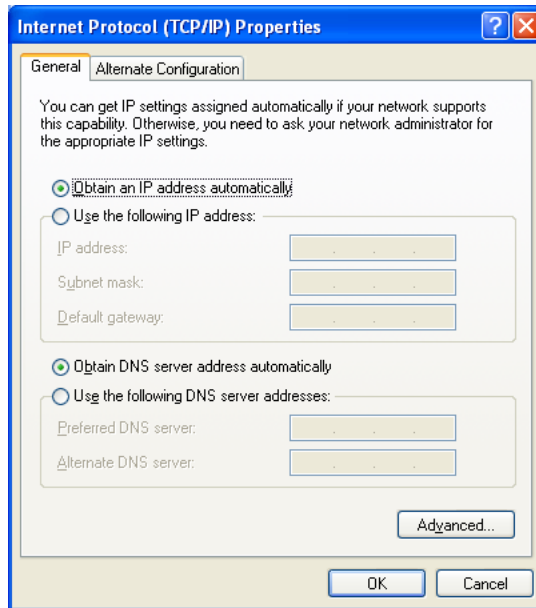 Internet Protocol (TCP/IP) Properties
General Alternate Configuration
You can get IP settings assigned automatically if your network supports
this capability. Otherwise, you need to ask your network administrator for
the appropriate IP settings.
Obtain an IP address automatically
Use the following IP address:
IP address:
Subnet mask:
Default gateway:
Obtain DNS server address automatically
Use the following DNS server addresses:
Preferred DNS server:
Alternate DNS server:
Advanced...
OK Cancel